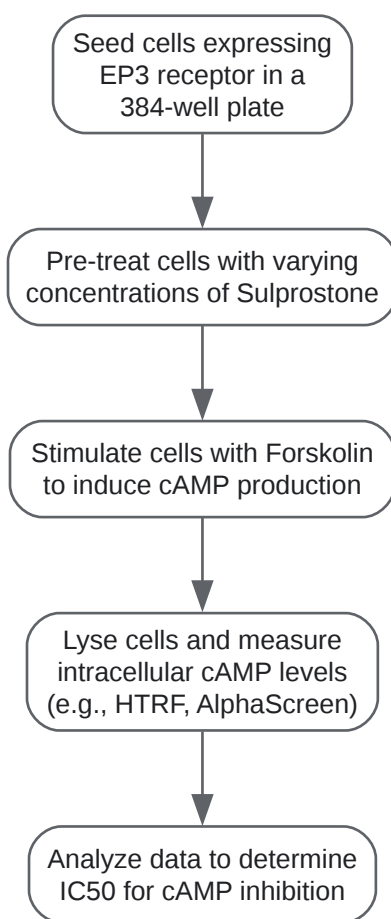 Seed cells expressing
EP3 receptor in a
384-well plate
Pre-treat cells with varying
concentrations of Sulprostone
Stimulate cells with Forskolin
to induce cAMP production
Lyse cells and measure
intracellular cAMP levels
(e.g., HTRF, AlphaScreen)
Analyze data to determine
IC50 for cAMP inhibition